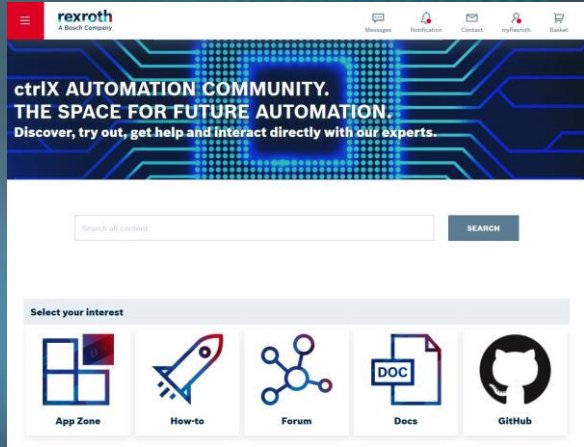 rexroth
A Bosch Company
Messages
Notification
Contact
myRexroth
Basket
ctrlX AUTOMATION COMMUNITY.
THE SPACE FOR FUTURE AUTOMATION.
Discover, try out, get help and interact directly with our experts.
Search all content
SEARCH
Select your interest
DOC
App Zone
How-to
Forum
Docs
GitHub